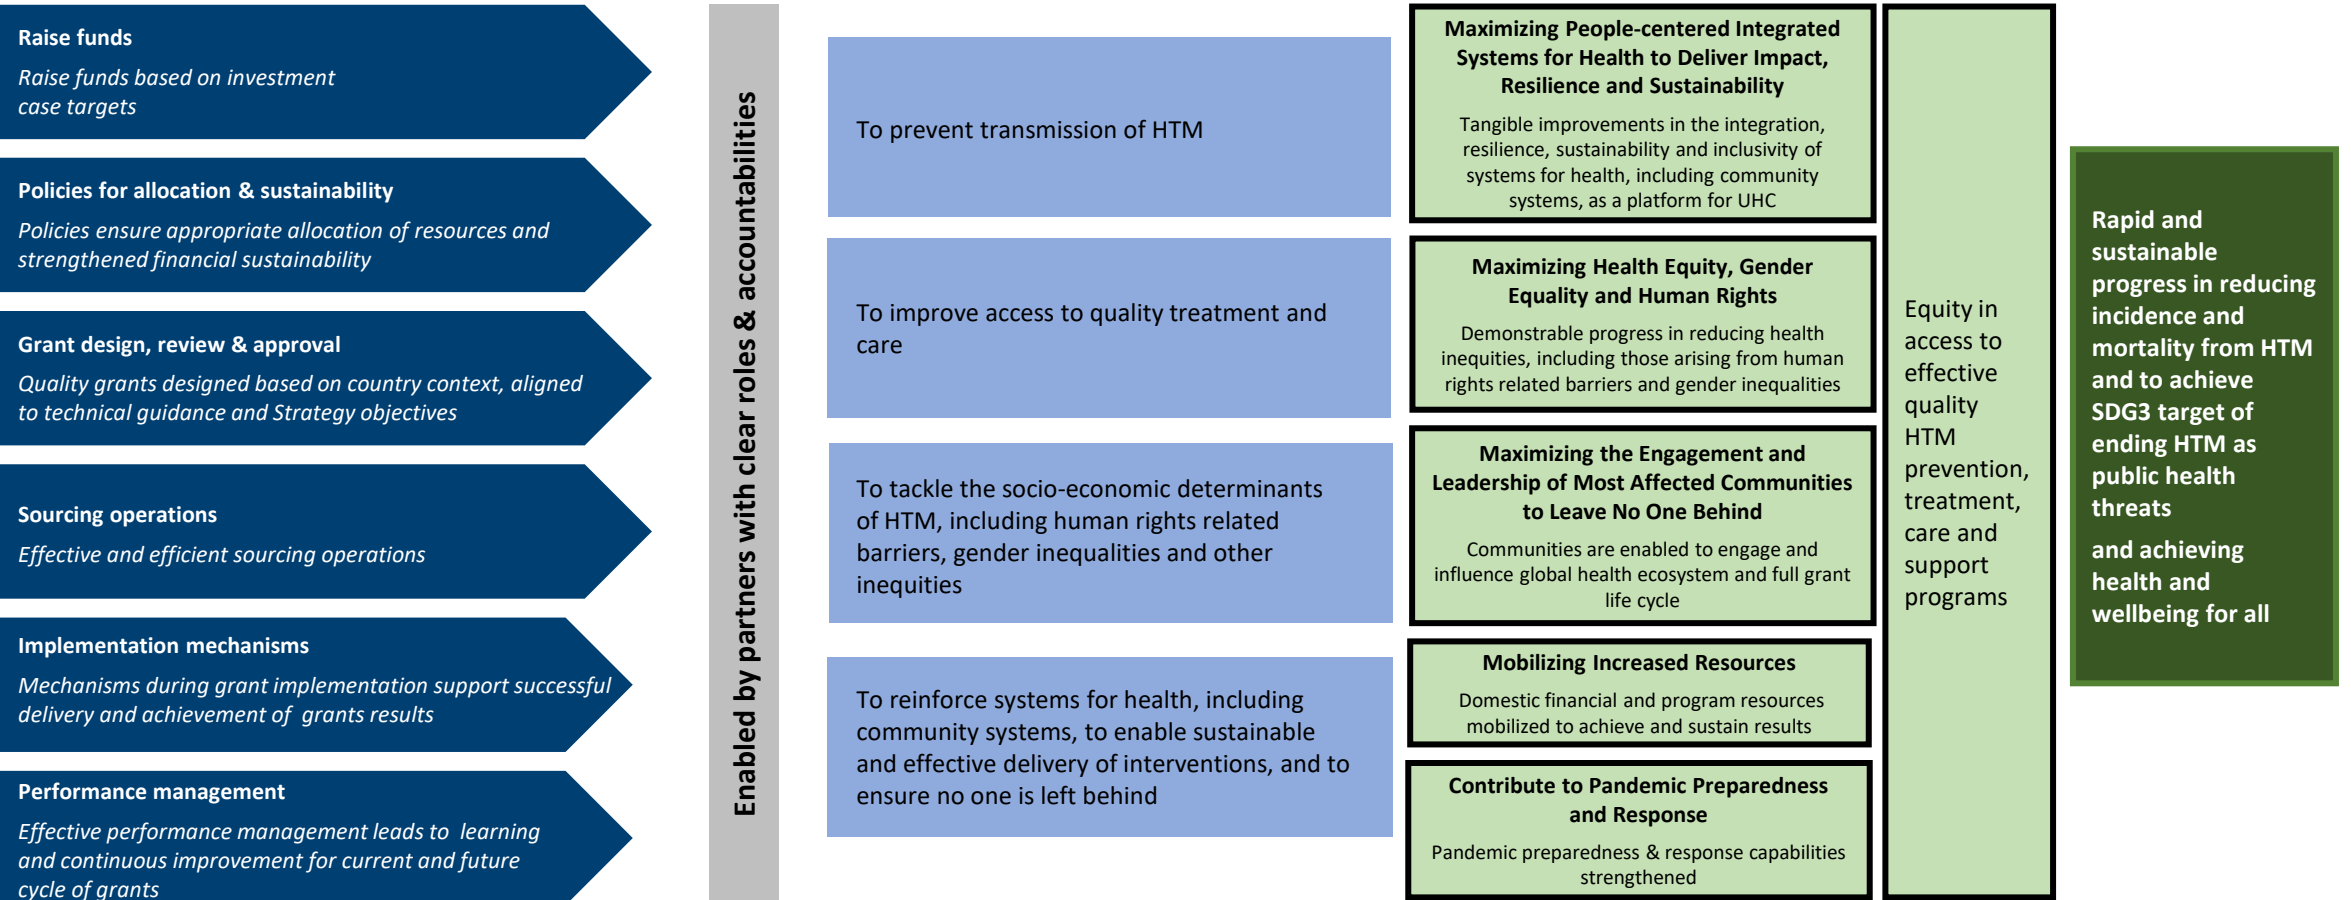 Raise funds
Raise funds based on investment
case targets
Policies for allocation & sustainability
Policies ensure appropriate allocation of resources and
strengthened financial sustainability
Grant design, review & approval
Quality grants designed based on country context, aligned
to technical guidance and Strategy objectives
Sourcing operations
Effective and efficient sourcing operations
Implementation mechanisms
Mechanisms during grant implementation support successful
delivery and achievement of grants results
Performance management
Effective performance management leads to learning
and continuous improvement for current and future
cycle of grants
Enabled by partners with clear roles & accountabilities
To prevent transmission of HTM
To improve access to quality treatment and
care
To tackle the socio-economic determinants
of HTM, including human rights related
barriers, gender inequalities and other
inequities
To reinforce systems for health, including
community systems, to enable sustainable
and effective delivery of interventions, and to
ensure no one is left behind
Maximizing People-centered Integrated
Systems for Health to Deliver Impact,
Resilience and Sustainability
Tangible improvements in the integration,
resilience, sustainability and inclusivity of
systems for health, including community
systems, as a platform for UHC
Maximizing Health Equity, Gender
Equality and Human Rights
Demonstrable progress in reducing health
inequities, including those arising from human
rights related barriers and gender inequalities
Maximizing the Engagement and
Leadership of Most Affected Communities
to Leave No One Behind
Communities are enabled to engage and
influence global health ecosystem and full grant
life cycle
Mobilizing Increased Resources
Domestic financial and program resources
mobilized to achieve and sustain results
Contribute to Pandemic Preparedness
and Response
Pandemic preparedness & response capabilities
strengthened
Equity in
access to
effective
quality
HTM
prevention,
treatment,
care and
support
programs
Rapid and
sustainable
progress in reducing
incidence and
mortality from HTM
and to achieve
SDG3 target of
ending HTM as
public health
threats
and achieving
health and
wellbeing for all